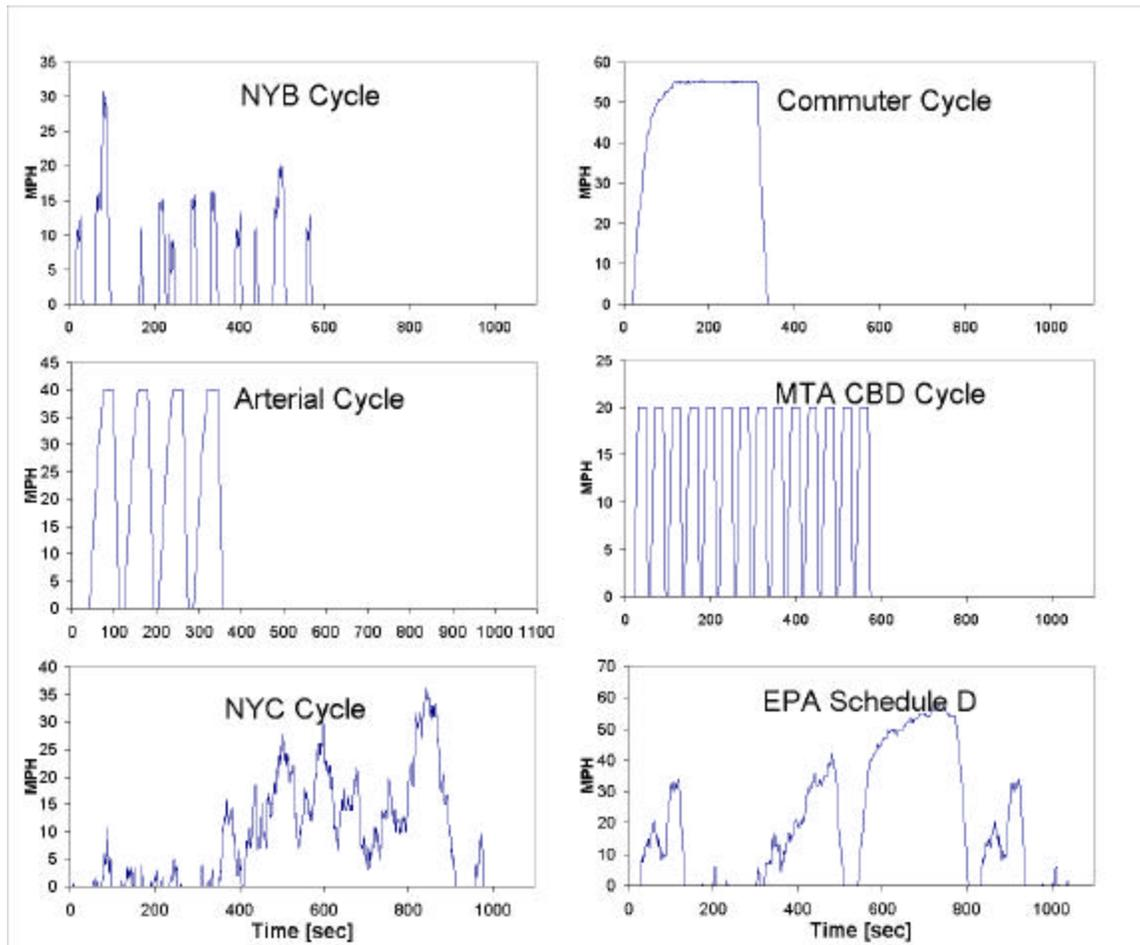 NYB Cycle
MPH
35
30
25
20
15
10
5
0
0 200 400 600 800 1000
Commuter Cycle
MPH
60
50
40
30
20
10
0
0 200 400 600 800 1000
Arterial Cycle
MPH
45
40
35
30
25
20
15
10
5
0
0 100 200 300 400 500 600 700 800 900 1000 1100
MTA CBD Cycle
MPH
25
20
15
10
5
0
0 200 400 600 800 1000
NYC Cycle
MPH
40
35
30
25
20
15
10
5
0
0 200 400 600 800 1000
Time [sec]
EPA Schedule D
MPH
70
60
50
40
30
20
10
0
0 200 400 600 800 1000
Time [sec]